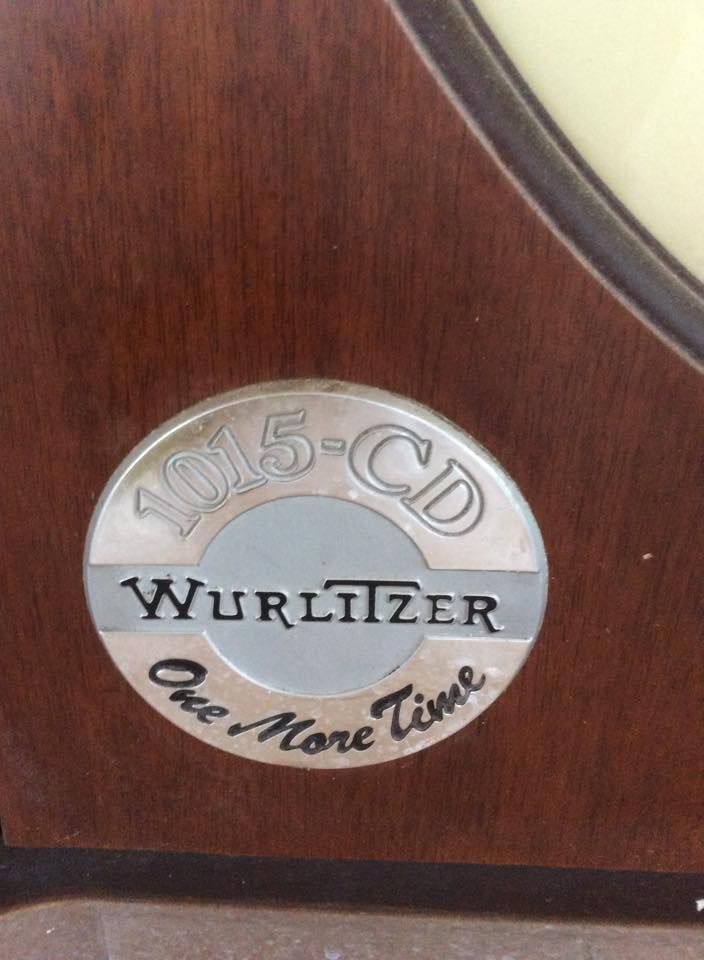 1015-CD
WURLITZER
One More Time